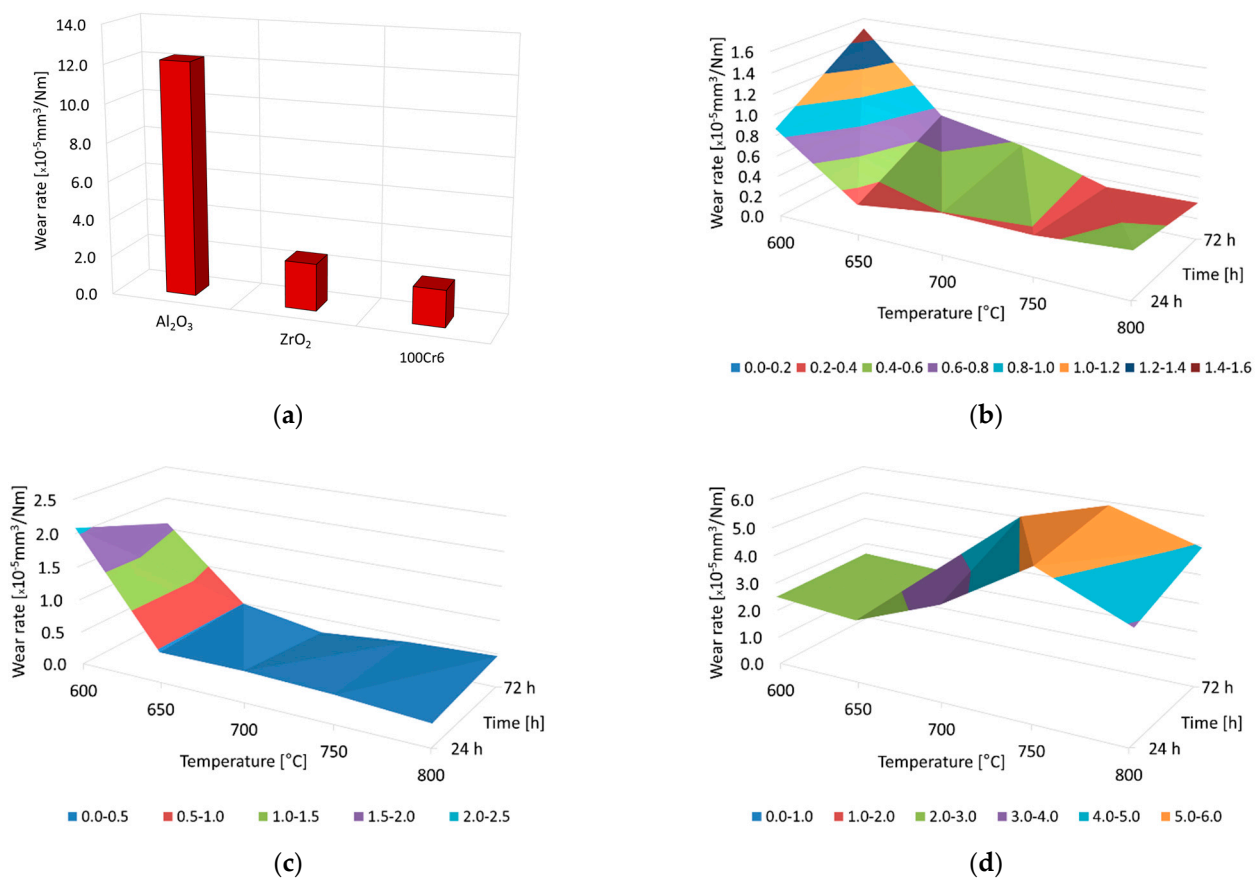 14.0
12.0
10.0
8.0
6.0
4.0
2.0
0.0
Wear rate [x10-5mm3/Nm]
Al2O3
ZrO2
100Cr6
(a)
1.6
1.4
1.2
1.0
0.8
0.6
0.4
0.2
0.0
Wear rate [x10-5mm3/Nm]
600
650
700
750
800
Temperature [°C]
72 h
Time [h]
24 h
0.0-0.2 0.2-0.4 0.4-0.6 0.6-0.8 0.8-1.0 1.0-1.2 1.2-1.4 1.4-1.6
(b)
2.5
2.0
1.5
1.0
0.5
0.0
Wear rate [x10-5mm3/Nm]
600
650
700
750
800
Temperature [°C]
72 h
Time [h]
24 h
0.0-0.5 0.5-1.0 1.0-1.5 1.5-2.0 2.0-2.5
(c)
6.0
5.0
4.0
3.0
2.0
1.0
0.0
Wear rate [x10-5mm3/Nm]
600
650
700
750
800
Temperature [°C]
72 h
Time [h]
24 h
0.0-1.0 1.0-2.0 2.0-3.0 3.0-4.0 4.0-5.0 5.0-6.0
(d)